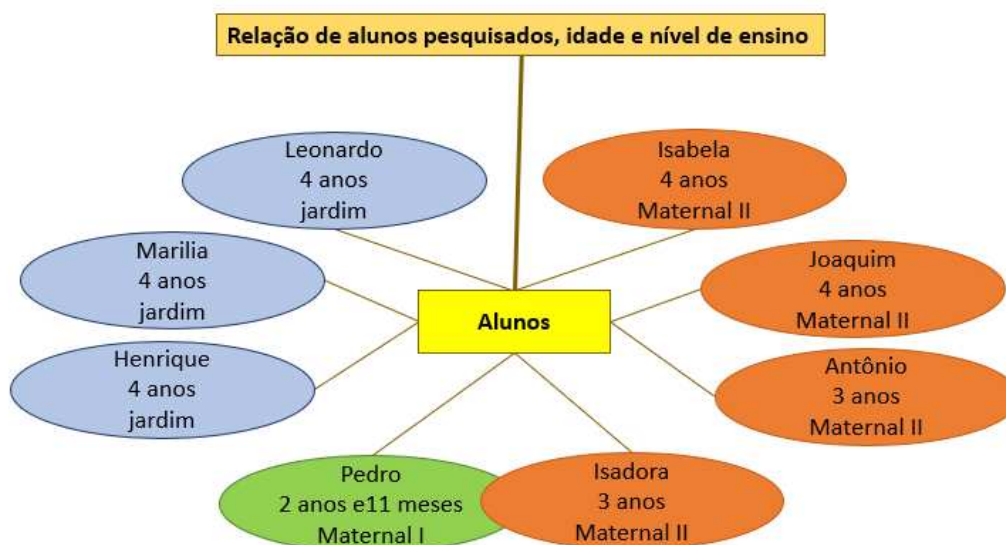 Relação de alunos pesquisados, idade e nível de ensino
Leonardo
4 anos
jardim
Isabela
4 anos
Maternal II
Marilia
4 anos
jardim
Joaquim
4 anos
Maternal II
Alunos
Henrique
4 anos
jardim
Antônio
3 anos
Maternal II
Pedro
2 anos e11 meses
Maternal I
Isadora
3 anos
Maternal II